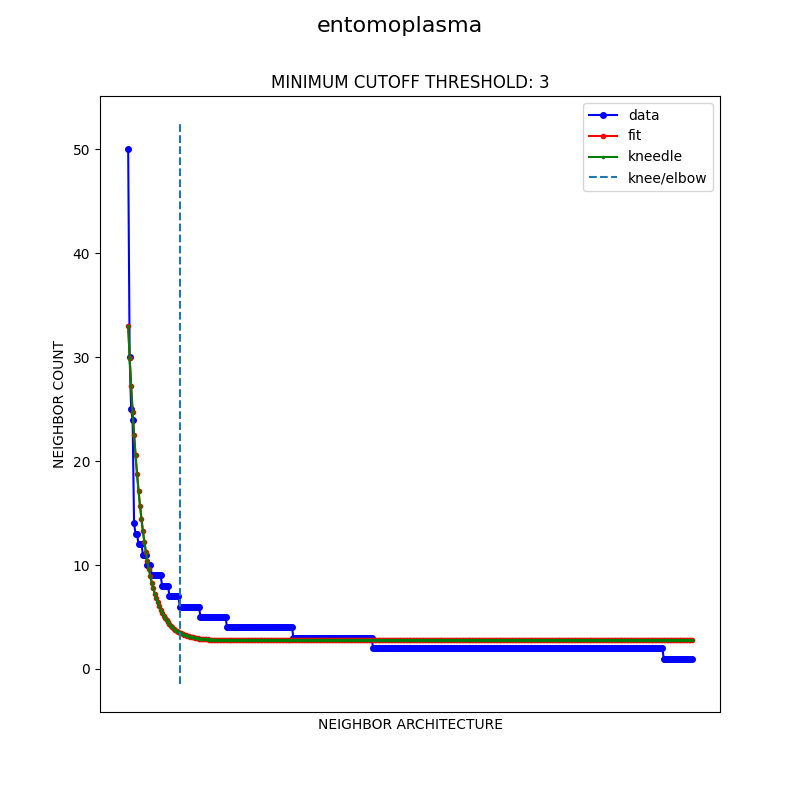 entomoplasma
MINIMUM CUTOFF THRESHOLD: 3
data
fit
kneedle
knee/elbow
50
40
30
20
10
0
NEIGHBOR COUNT
NEIGHBOR ARCHITECTURE